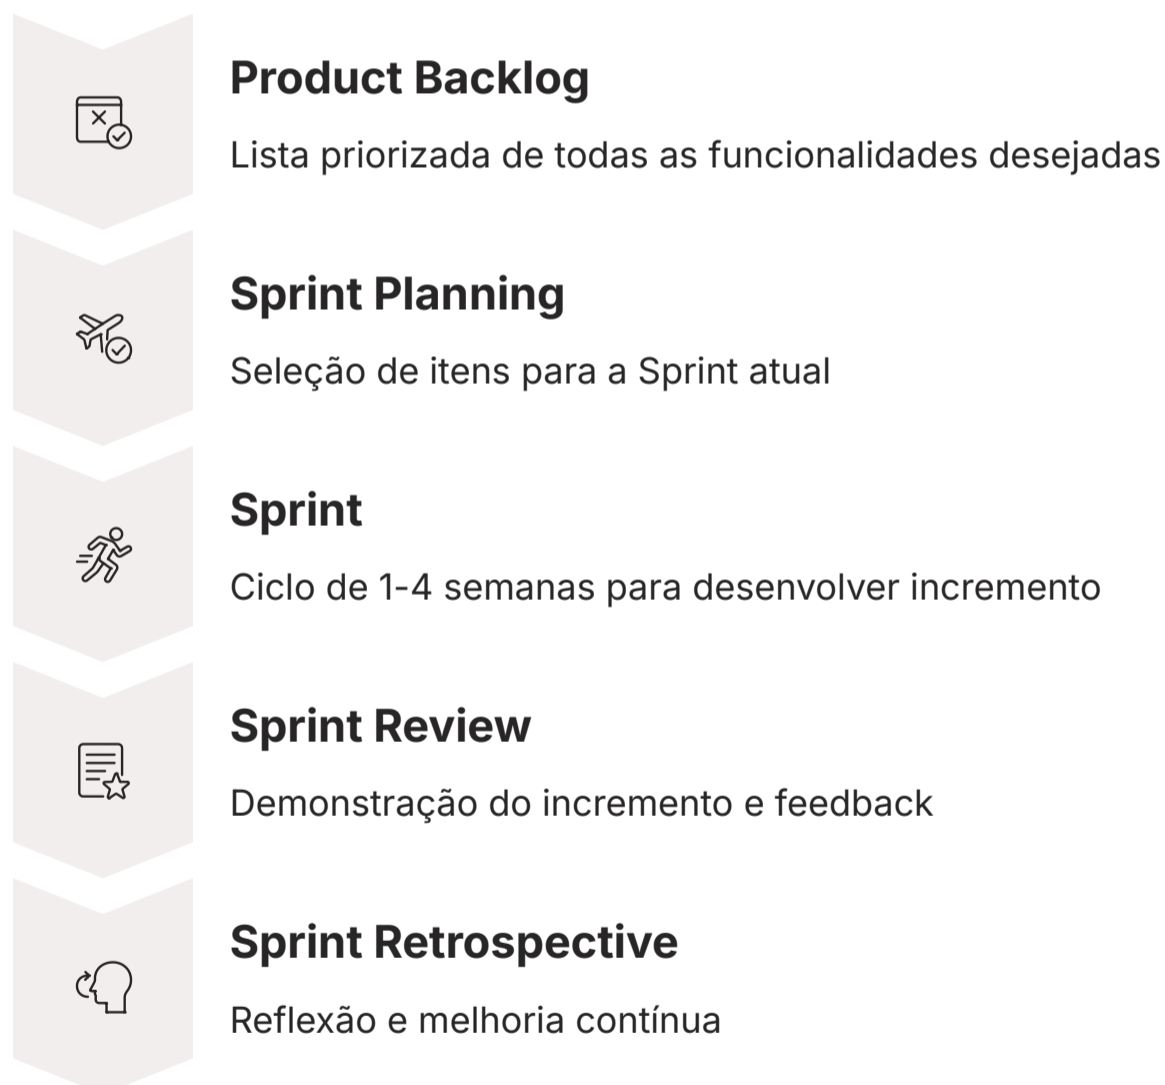 Product Backlog
Lista priorizada de todas as funcionalidades desejadas
Sprint Planning
Seleção de itens para a Sprint atual
Sprint
Ciclo de 1-4 semanas para desenvolver incremento
Sprint Review
Demonstração do incremento e feedback
Sprint Retrospective
Reflexão e melhoria contínua